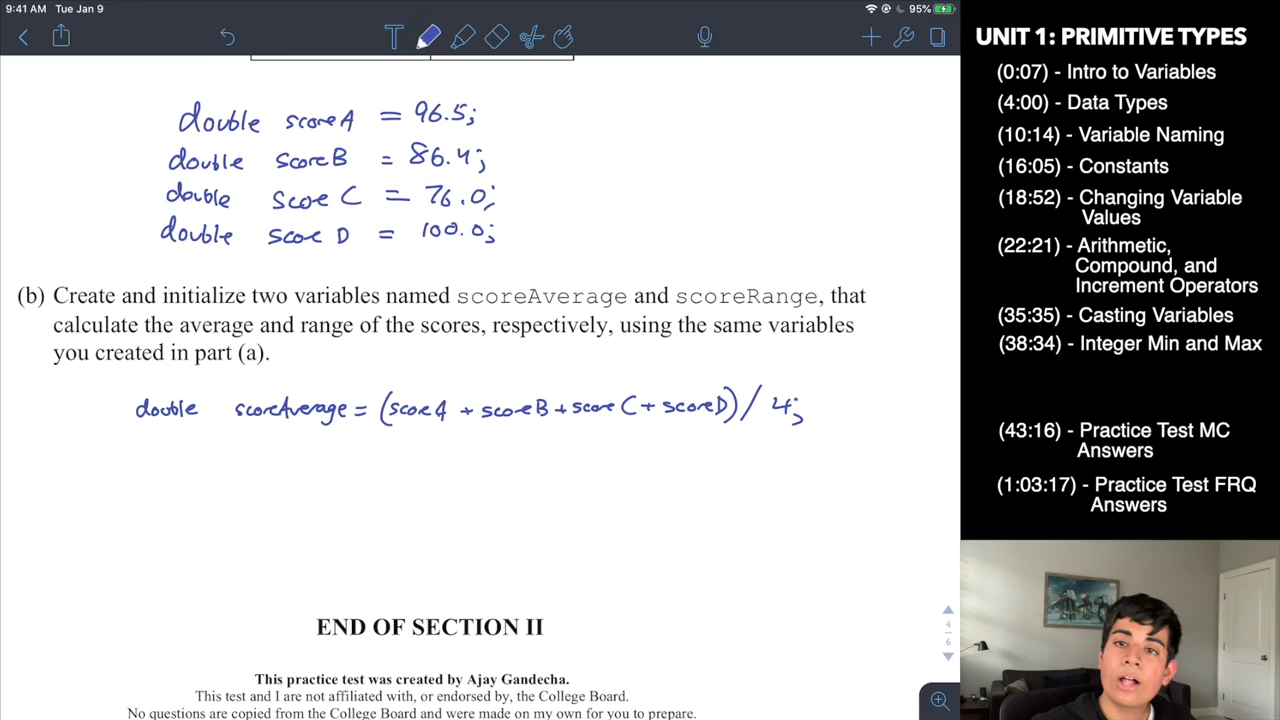 9:41 AM Tue Jan 9
95%
double scoreA = 96.5;
double scoreB = 86.4;
double scoreC = 76.0;
double scoreD = 100.0;
(b) Create and initialize two variables named scoreAverage and scoreRange, that
calculate the average and range of the scores, respectively, using the same variables
you created in part (a).
double scoreAverage = (scoreA + scoreB + scoreC + scoreD) / 4;
END OF SECTION II
This practice test was created by Ajay Gandecha.
This test and I are not affiliated with, or endorsed by, the College Board.
No questions are copied from the College Board and were made on my own for you to prepare.
4
6
UNIT 1: PRIMITIVE TYPES
(0:07) - Intro to Variables
(4:00) - Data Types
(10:14) - Variable Naming
(16:05) - Constants
(18:52) - Changing Variable
Values
(22:21) - Arithmetic,
Compound, and
Increment Operators
(35:35) - Casting Variables
(38:34) - Integer Min and Max
(43:16) - Practice Test MC
Answers
(1:03:17) - Practice Test FRQ
Answers